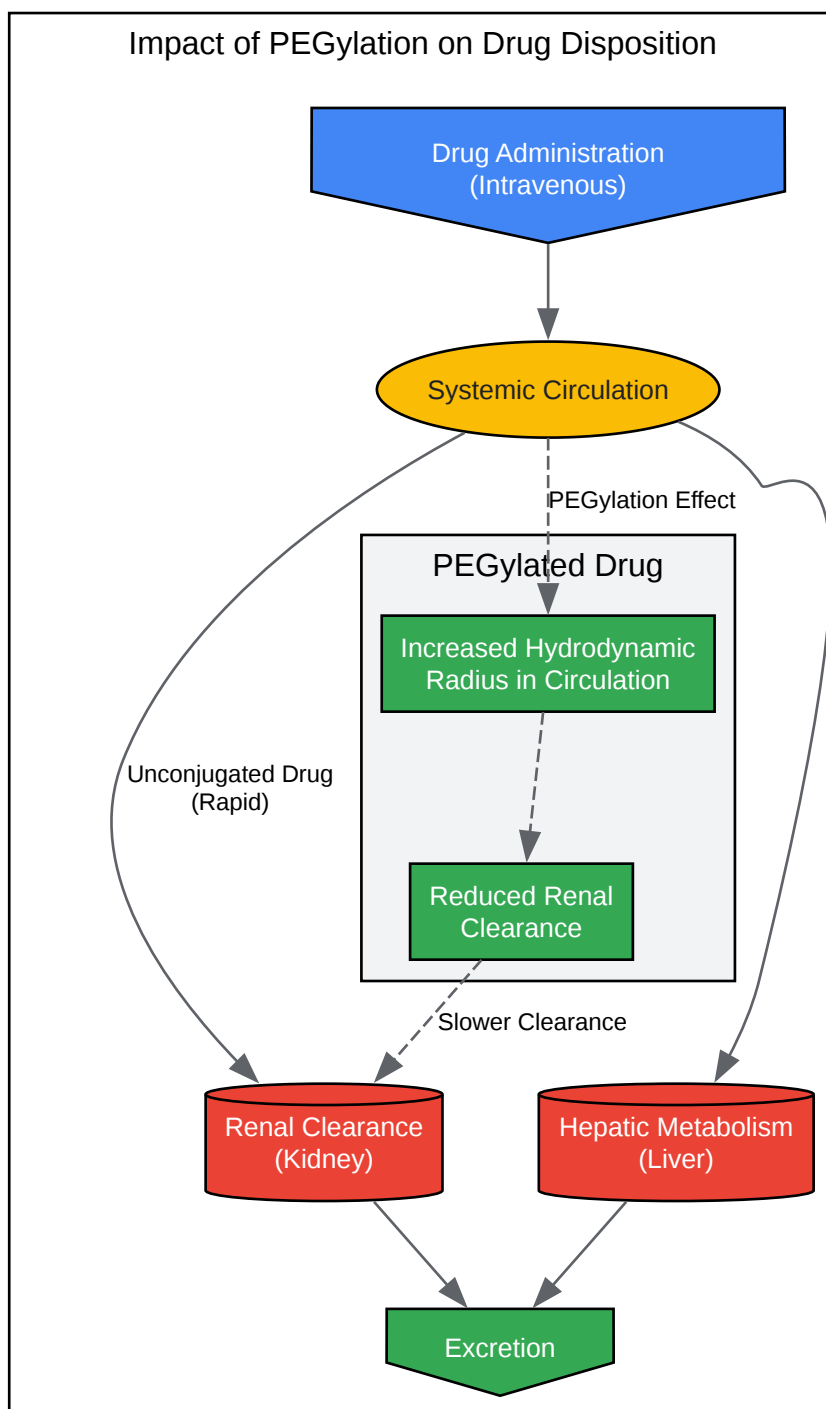 Impact of PEGylation on Drug Disposition
Drug Administration
(Intravenous)
Systemic Circulation
PEGylation Effect
PEGylated Drug
Increased Hydrodynamic
Radius in Circulation
Unconjugated Drug
(Rapid)
Reduced Renal
Clearance
Slower Clearance
Renal Clearance
(Kidney)
Hepatic Metabolism
(Liver)
Excretion